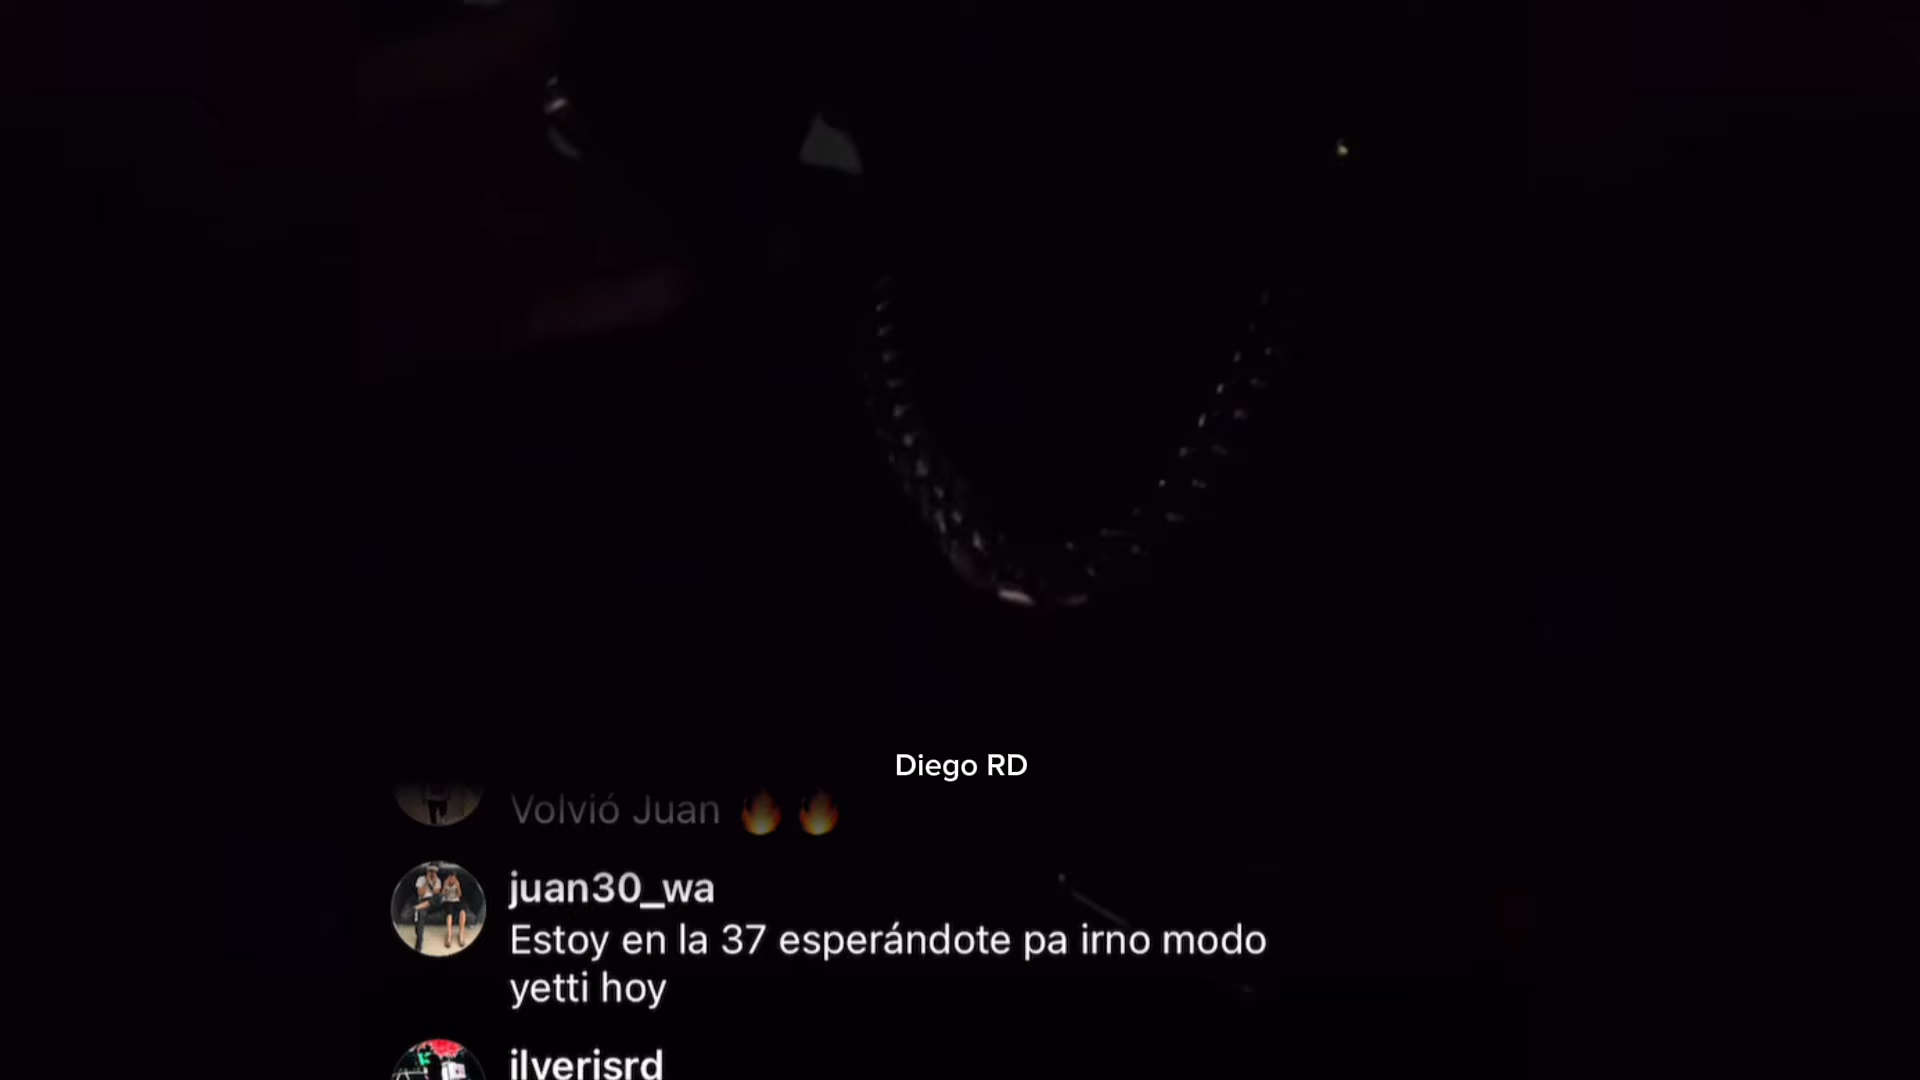 Diego RD
Volvió Juan 🔥 🔥
juan30_wa
Estoy en la 37 esperándote pa irno modo
yetti hoy
ilverisrd